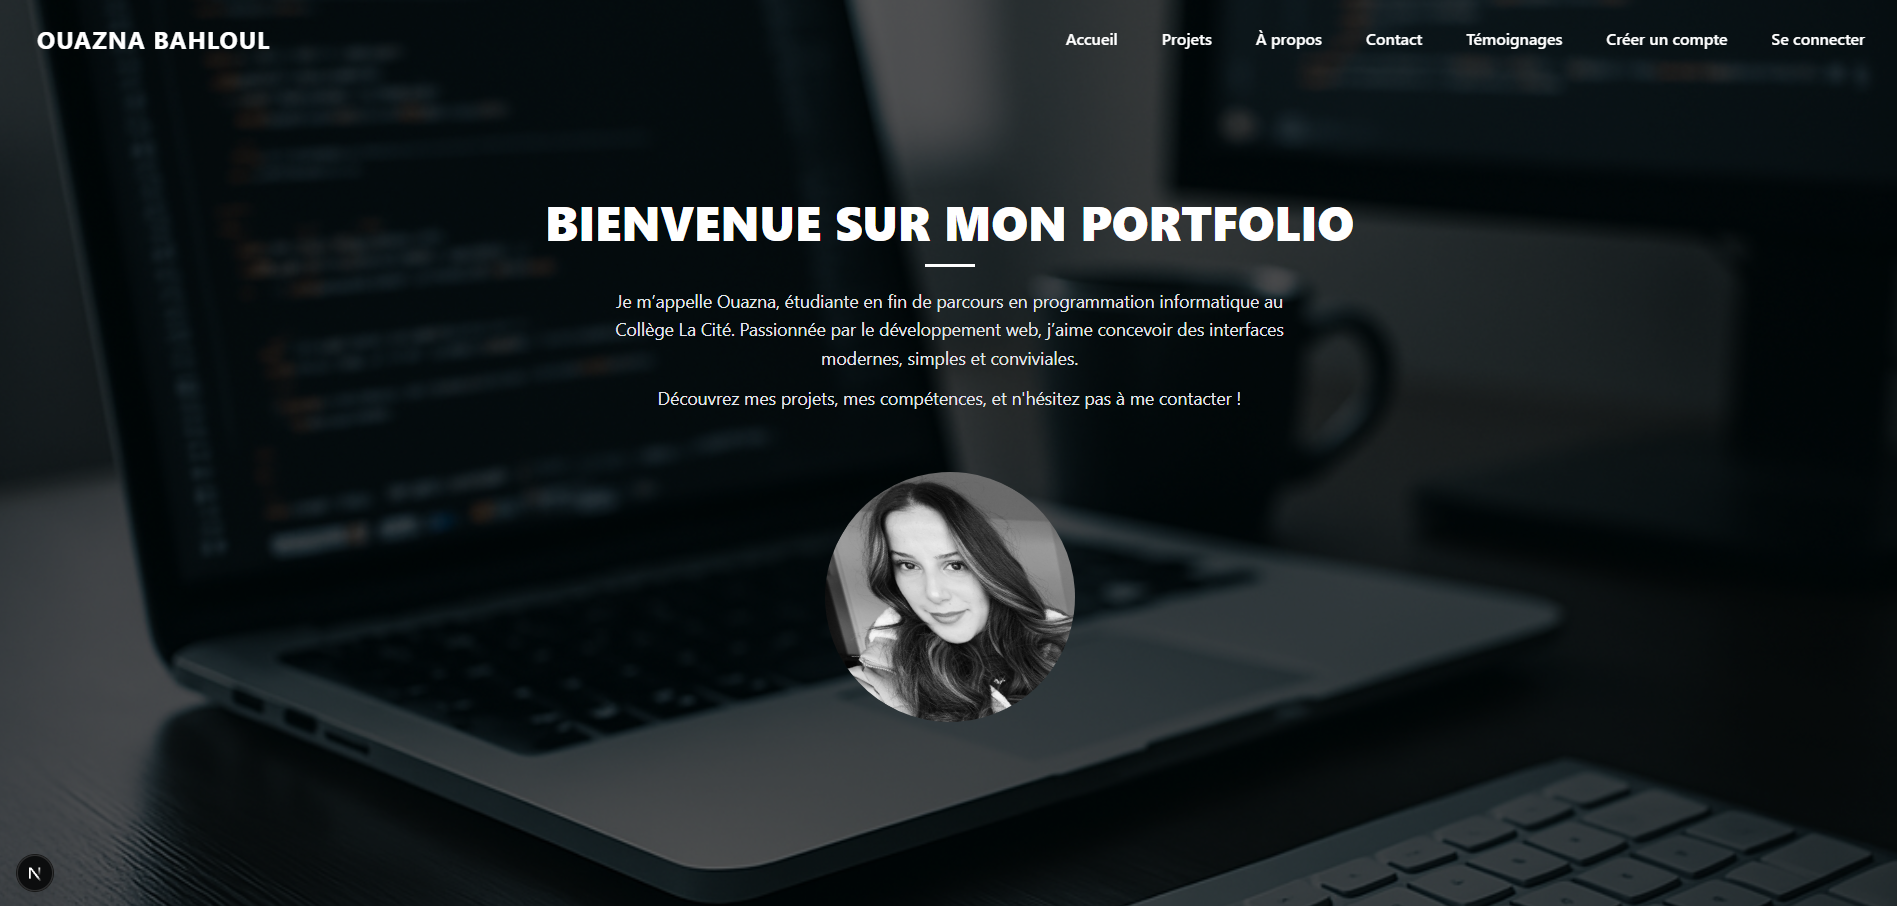 OUAZNA BAHLOUL
Accueil Projets À propos Contact Témoignages Créer un compte Se connecter
BIENVENUE SUR MON PORTFOLIO
Je m’appelle Ouazna, étudiante en fin de parcours en programmation informatique au
Collège La Cité. Passionnée par le développement web, j’aime concevoir des interfaces
modernes, simples et conviviales.
Découvrez mes projets, mes compétences, et n'hésitez pas à me contacter !
N